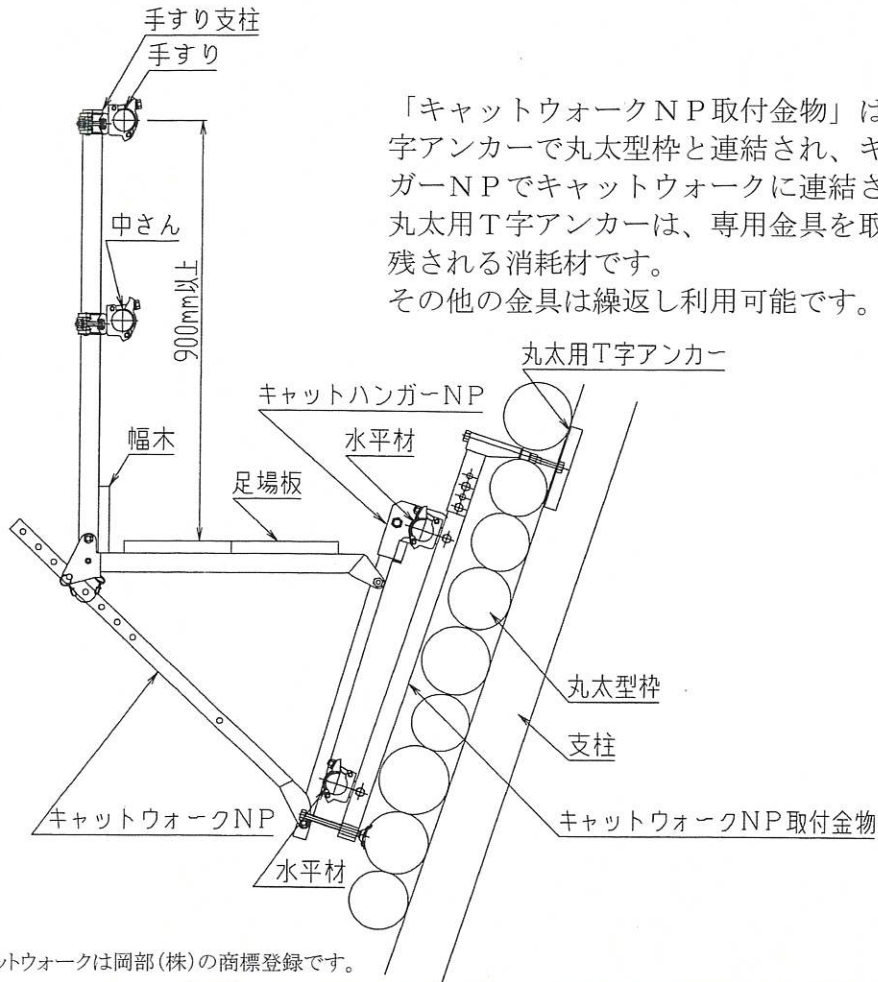 手すり支柱
手すり
「キャットウォークＮＰ取付金物」は
字アンカーで丸太型枠と連結され、キ
ガーＮＰでキャットウォークに連結さ
丸太用Ｔ字アンカーは、専用金具を取
残される消耗材です。
その他の金具は繰返し利用可能です。
中さん
900mm以上
丸太用T字アンカー
キャットハンガーNP
水平材
幅木
足場板
丸太型枠
支柱
キャットウォークNP
キャットウォークNP取付金物
水平材
ットウォークは岡部(株)の商標登録です。